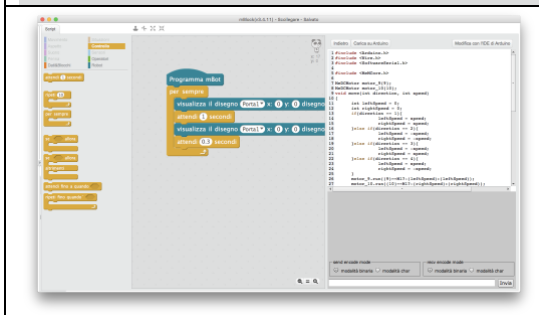 mBlock(v3.4.11) - Scollegare - Salvato
Script
Controllo
Operatori
Dati&Blocchi
Robot
attendi 1 secondi
ripeti 10
per sempre
se allora
se allora
altrimenti
attendi fino a quando
ripeti fino a quando
Programma mBot
per sempre
visualizza il disegno Porta1 x: 0 y: 0 disegno
attendi 1 secondi
visualizza il disegno Porta1 x: 0 y: 0 disegno
attendi 0.3 secondi
Indietro Carica su Arduino Modifica con l'IDE di Arduino
1 #include <Arduino.h>
2 #include <Wire.h>
3 #include <SoftwareSerial.h>
4
5 #include <MeMCore.h>
6
7 MeDCMotor motor_9(9);
8 MeDCMotor motor_10(10);
9 void move(int direction, int speed)
10 {
11 int leftSpeed = 0;
12 int rightSpeed = 0;
13 if(direction == 1){
14 leftSpeed = speed;
15 rightSpeed = speed;
16 }else if(direction == 2){
17 leftSpeed = -speed;
18 rightSpeed = -speed;
19 }else if(direction == 3){
20 leftSpeed = -speed;
21 rightSpeed = speed;
22 }else if(direction == 4){
23 leftSpeed = speed;
24 rightSpeed = -speed;
25 }
26 motor_9.run((9)==M1?-(leftSpeed):(leftSpeed));
27 motor_10.run((10)==M1?-(rightSpeed):(rightSpeed));
send encode mode recv encode mode
modalità binaria modalità char modalità binaria modalità char
Invia